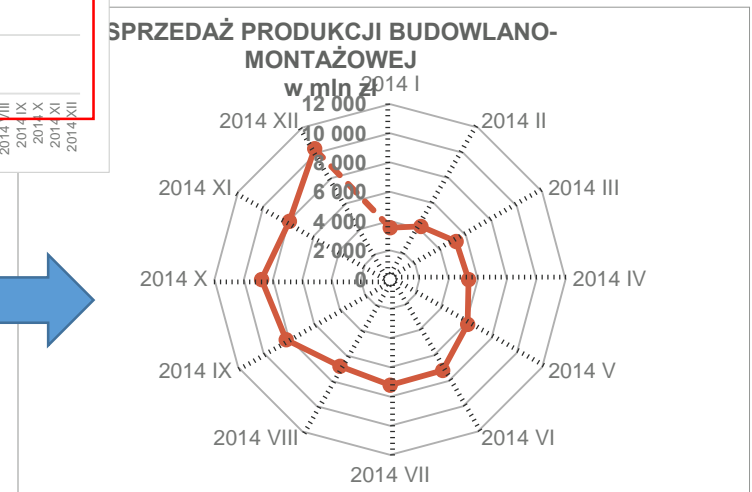 2014 VIII
2014 IX
2014 X
2014 XI
2014 XII
SPRZEDAŻ PRODUKCJI BUDOWLANO-
MONTAŻOWEJ
w mln zł
2014 I
2014 II
2014 III
2014 IV
2014 V
2014 VI
2014 VII
2014 VIII
2014 IX
2014 X
2014 XI
2014 XII
12 000
10 000
8 000
6 000
4 000
2 000
0